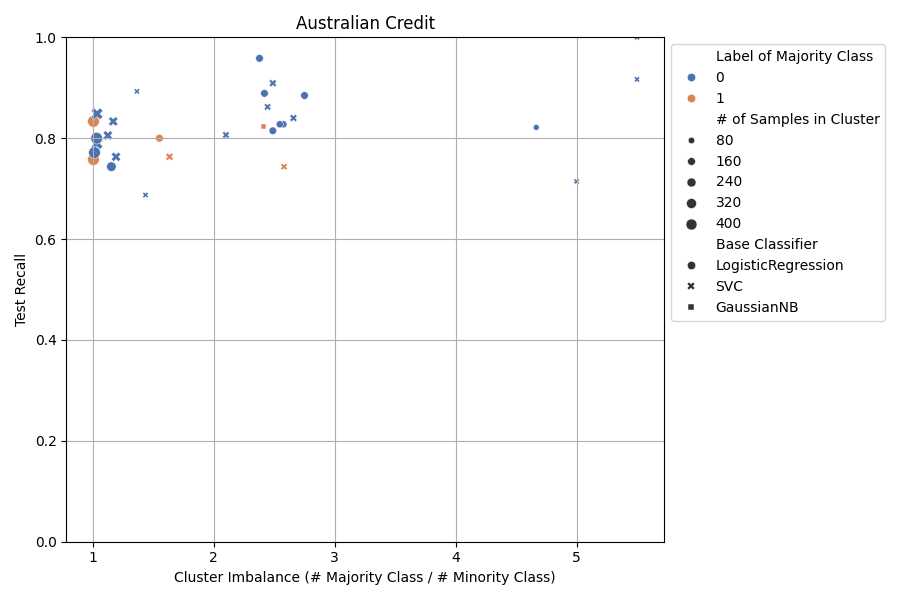 Australian Credit
Test Recall
1.0
0.8
0.6
0.4
0.2
0.0
1
2
3
4
5
Cluster Imbalance (# Majority Class / # Minority Class)
Label of Majority Class
0
1
# of Samples in Cluster
80
160
240
320
400
Base Classifier
LogisticRegression
SVC
GaussianNB